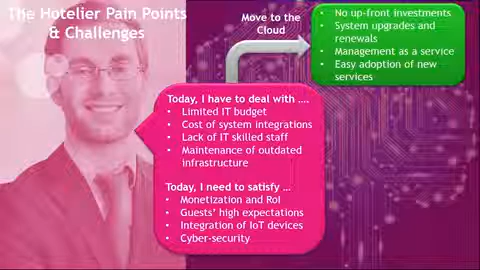 The Hotelier Pain Points
& Challenges
Move to the
Cloud
• No up-front investments
• System upgrades and
renewals
• Management as a service
• Easy adoption of new
services
Today, I have to deal with ....
• Limited IT budget
• Cost of system integrations
• Lack of IT skilled staff
• Maintenance of outdated
infrastructure
Today, I need to satisfy ...
• Monetization and RoI
• Guests' high expectations
• Integration of IoT devices
• Cyber-security